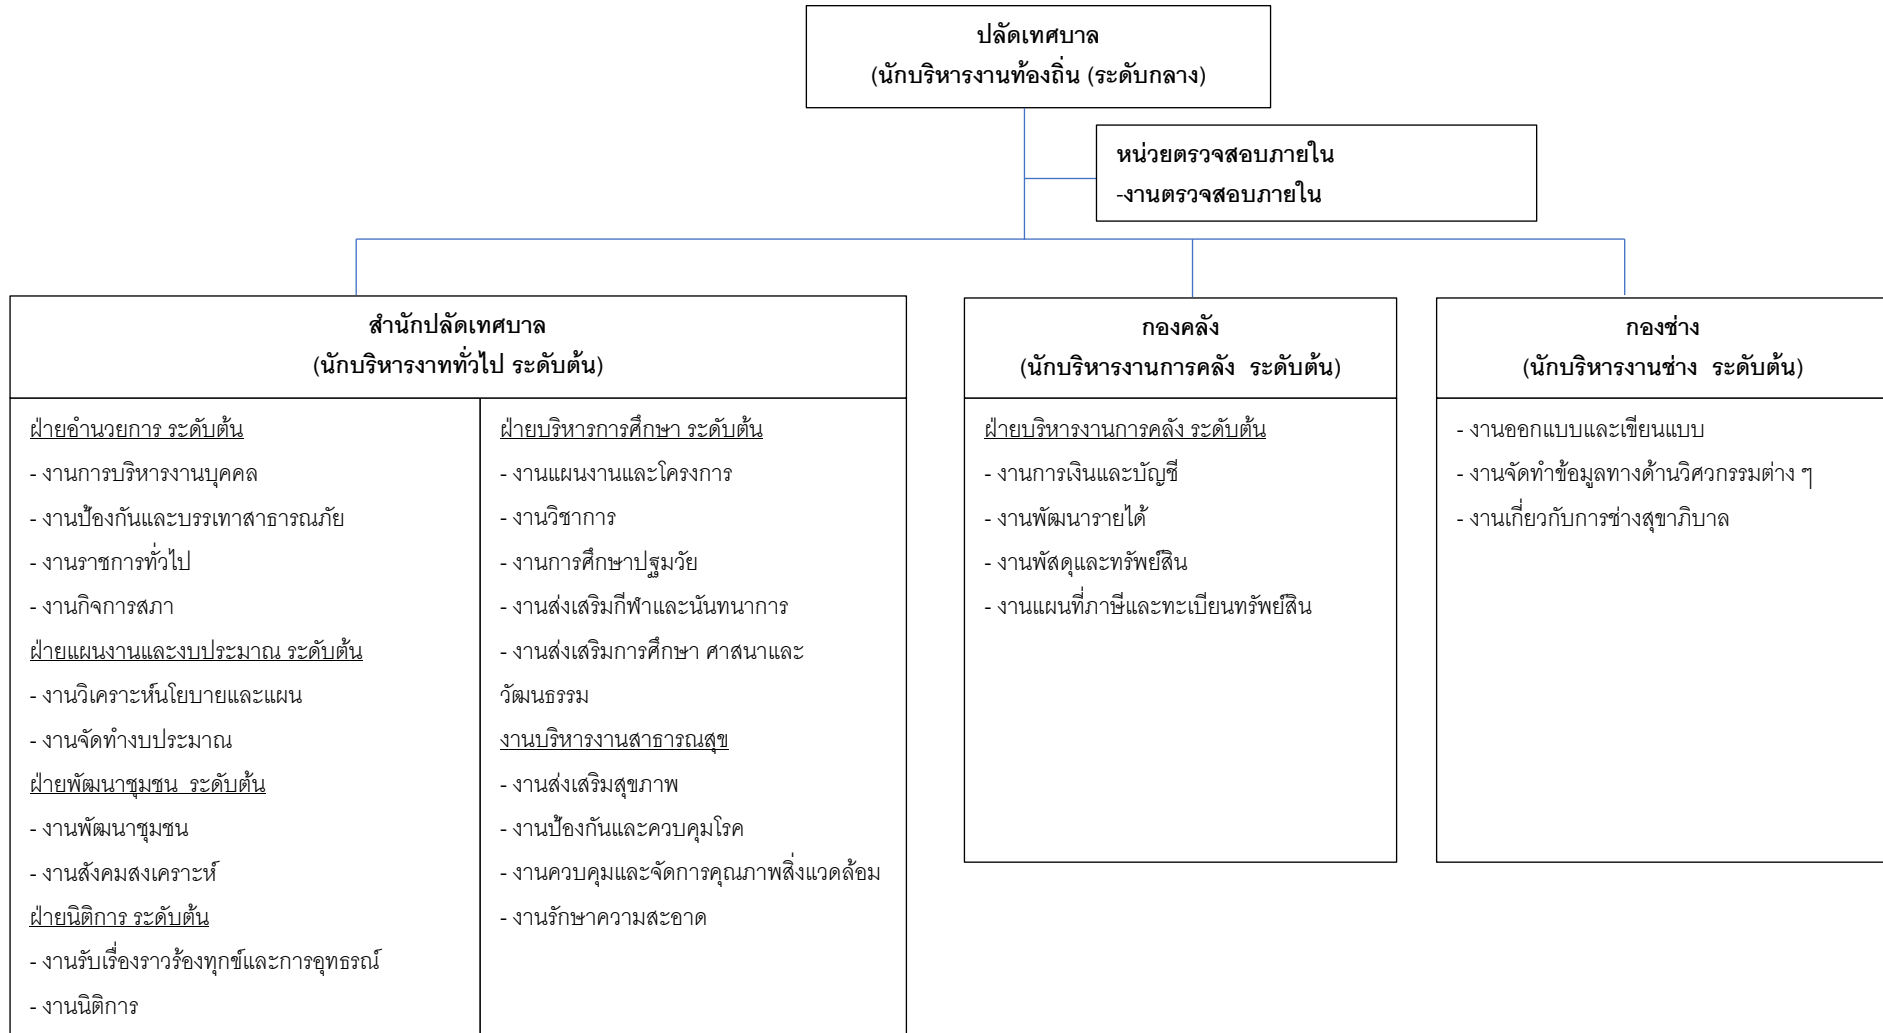 ปลัดเทศบาล
(นักบริหารงานท้องถิ่น (ระดับกลาง)
หน่วยตรวจสอบภายใน
-งานตรวจสอบภายใน
สำนักปลัดเทศบาล
(นักบริหารงาทที่วไป ระดับต้น)
ฝ่ายอำนวยการ ระดับต้น
- งานการบริหารงานบุคคล
- งานป้องกันและบรรเทาสาธารณภัย
- งานราชการทั่วไป
- งานกิจการสภา
ฝ่ายแผนงานและงบประมาณ ระดับต้น
- งานวิเคราะห์นโยบายและแผน
- งานจัดทำงบประมาณ
ฝ่ายพัฒนาชุมชน  ระดับต้น
- งานพัฒนาชุมชน
- งานสังคมสงเคราะห์
ฝ่ายนิติการ ระดับต้น
- งานรับเรื่องราวร้องทุกข์และการอุทธรณ์
- งานนิติการ
ฝ่ายบริหารการศึกษา ระดับต้น
- งานแผนงานและโครงการ
- งานวิชาการ
- งานการศึกษาปฐมวัย
- งานส่งเสริมกีฬาและนันทนาการ
- งานส่งเสริมการศึกษา ศาสนาและ
วัฒนธรรม
งานบริหารงานสาธารณสุข
- งานส่งเสริมสุขภาพ
- งานป้องกันและควบคุมโรค
- งานควบคุมและจัดการคุณภาพสิ่งแวดล้อม
- งานรักษาความสะอาด
กองคลัง
(นักบริหารงานการคลัง  ระดับต้น)
ฝ่ายบริหารงานการคลัง ระดับต้น
- งานการเงินและบัญชี
- งานพัฒนารายได้
- งานพัสดุและทรัพย์สิน
- งานแผนที่ภาษีและทะเบียนทรัพย์สิน
กองช่าง
(นักบริหารงานช่าง  ระดับต้น)
- งานออกแบบและเขียนแบบ
- งานจัดทำข้อมูลทางด้านวิศวกรรมต่าง ๆ
- งานเกี่ยวกับการช่างสุขาภิบาล